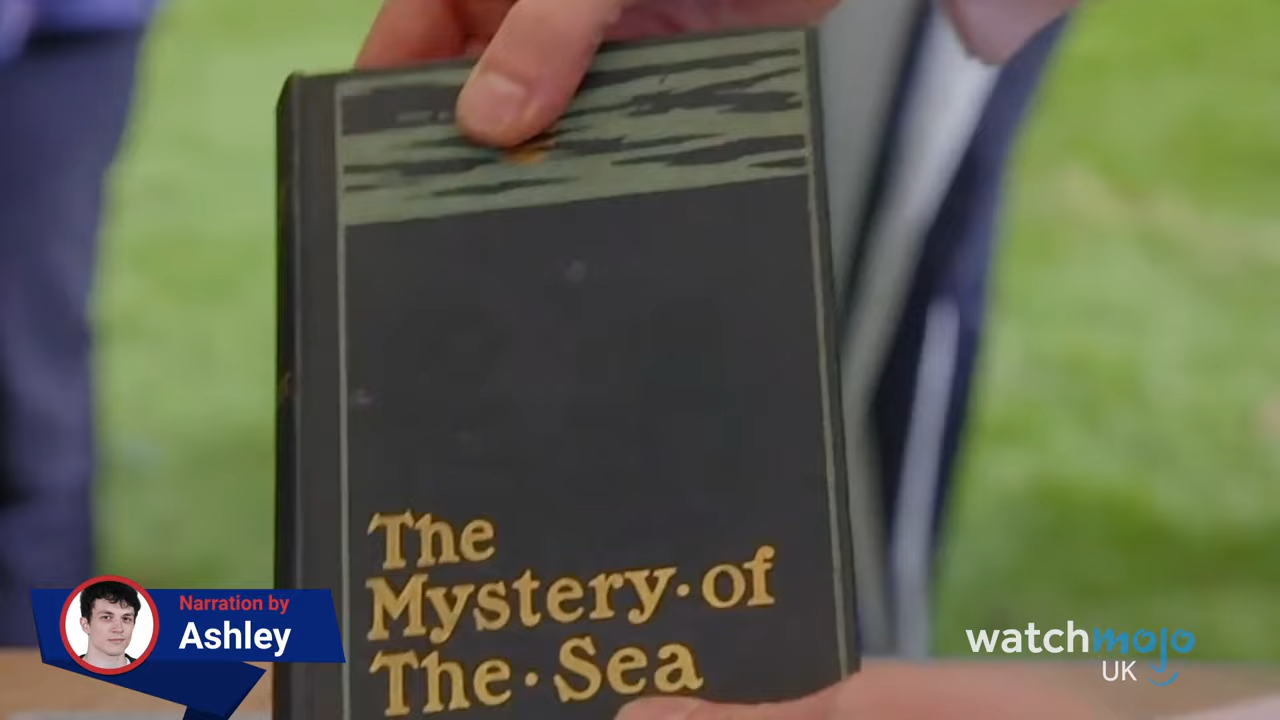 The
Mystery·of
The·Sea
Narration by
Ashley
watchmojo
UK